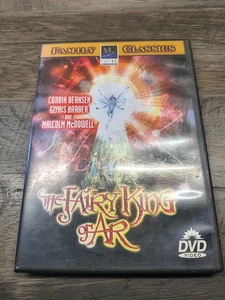 FAMILY CLASSICS
CORBIN BERNSEN
GLYNIS BARBER
AND
MALCOLM McDOWELL
THE FAIRY KING
OF AR
DVD
VIDEO